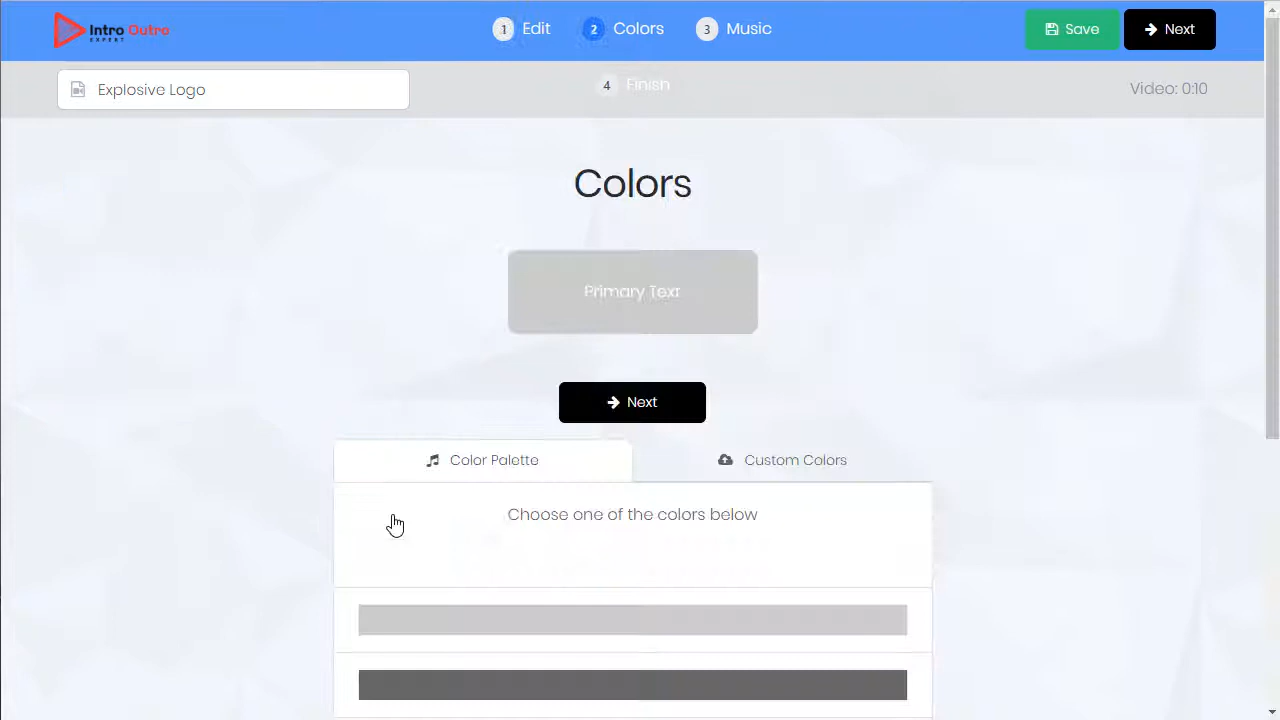 Intro Outro
EXPERT
1 Edit
2 Colors
3 Music
Save
Next
Explosive Logo
4 Finish
Video: 0:10
Colors
Primary Text
Next
Color Palette
Custom Colors
Choose one of the colors below